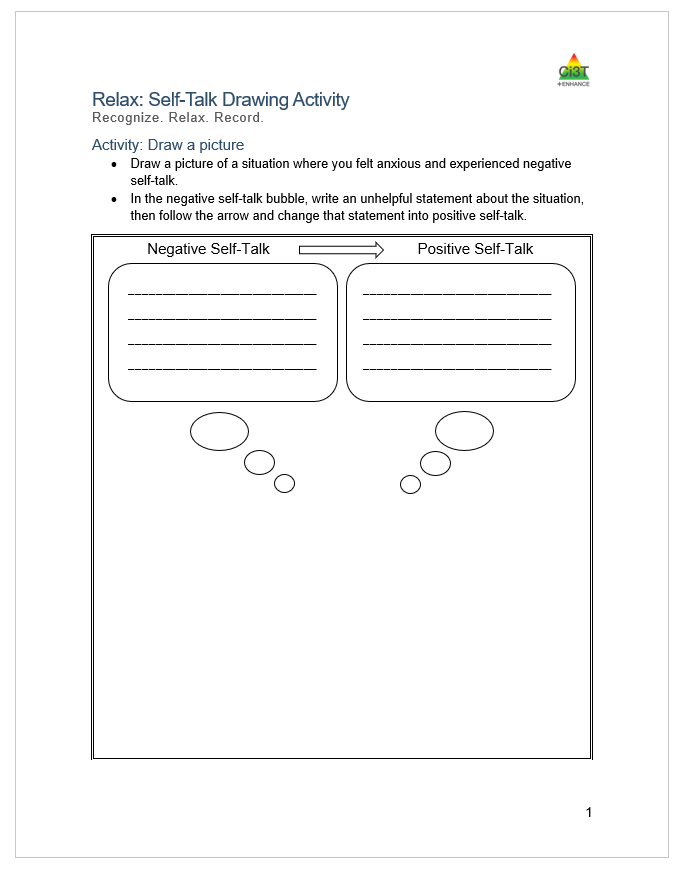 Ci3T
+ENHANCE
Relax: Self-Talk Drawing Activity
Recognize. Relax. Record.
Activity: Draw a picture
• Draw a picture of a situation where you felt anxious and experienced negative
self-talk.
• In the negative self-talk bubble, write an unhelpful statement about the situation,
then follow the arrow and change that statement into positive self-talk.
Negative Self-Talk Positive Self-Talk
1